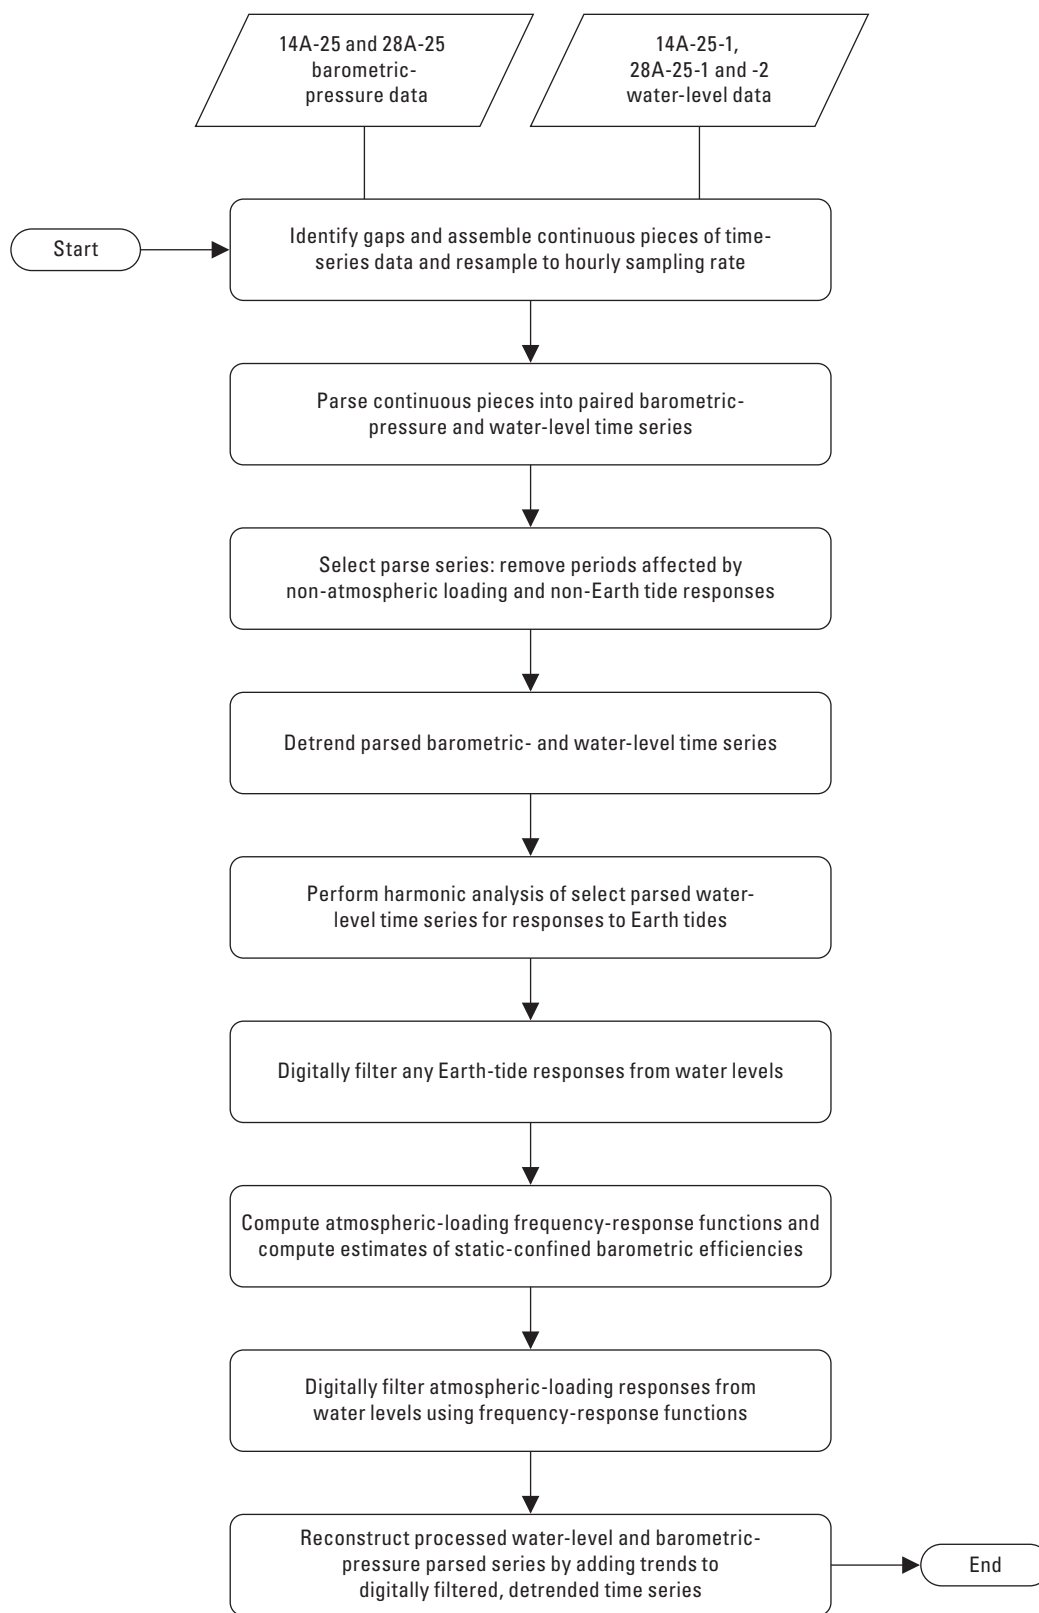 14A-25 and 28A-25
barometric-
pressure data
14A-25-1,
28A-25-1 and -2
water-level data
Start
Identify gaps and assemble continuous pieces of time-
series data and resample to hourly sampling rate
Parse continuous pieces into paired barometric-
pressure and water-level time series
Select parse series: remove periods affected by
non-atmospheric loading and non-Earth tide responses
Detrend parsed barometric- and water-level time series
Perform harmonic analysis of select parsed water-
level time series for responses to Earth tides
Digitally filter any Earth-tide responses from water levels
Compute atmospheric-loading frequency-response functions and
compute estimates of static-confined barometric efficiencies
Digitally filter atmospheric-loading responses from
water levels using frequency-response functions
Reconstruct processed water-level and barometric-
pressure parsed series by adding trends to
digitally filtered, detrended time series
End